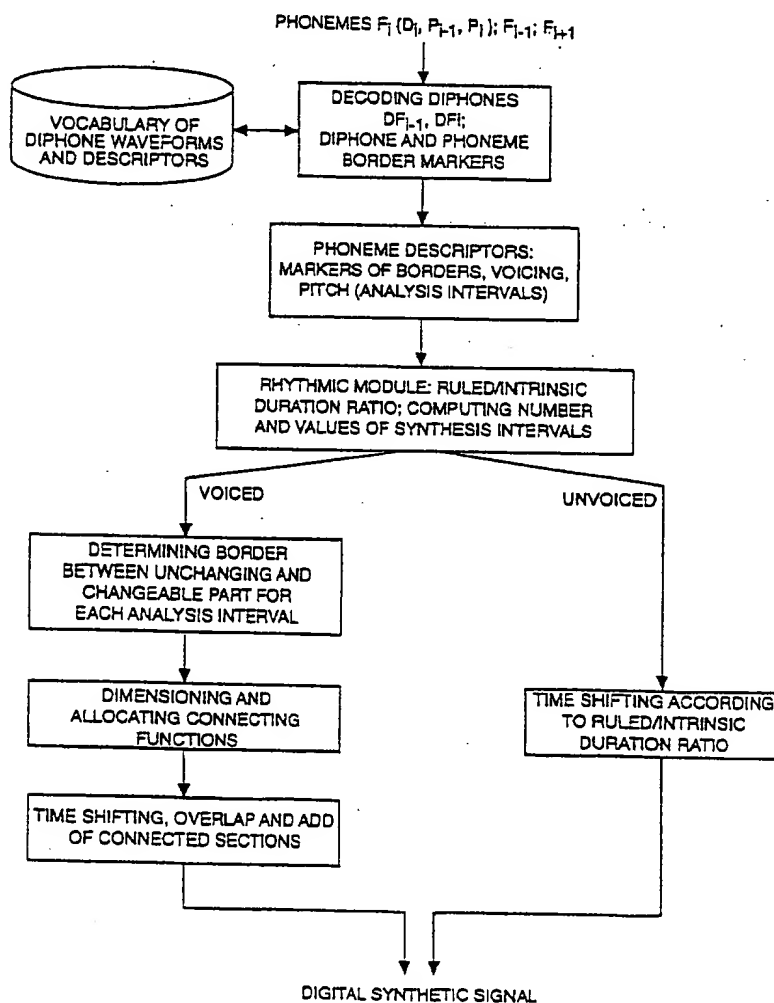 PHONEMES Fi (Di, Pi-1, Pi); Fi-1; Fi+1
VOCABULARY OF
DIPHONE WAVEFORMS
AND DESCRIPTORS
DECODING DIPHONES
DFi-1, DFi;
DIPHONE AND PHONEME
BORDER MARKERS
PHONEME DESCRIPTORS:
MARKERS OF BORDERS, VOICING,
PITCH (ANALYSIS INTERVALS)
RHYTHMIC MODULE: RULED/INTRINSIC
DURATION RATIO; COMPUTING NUMBER
AND VALUES OF SYNTHESIS INTERVALS
VOICED
UNVOICED
DETERMINING BORDER
BETWEEN UNCHANGING AND
CHANGEABLE PART FOR
EACH ANALYSIS INTERVAL
DIMENSIONING AND
ALLOCATING CONNECTING
FUNCTIONS
TIME SHIFTING ACCORDING
TO RULED/INTRINSIC
DURATION RATIO
TIME SHIFTING, OVERLAP AND ADD
OF CONNECTED SECTIONS
DIGITAL SYNTHETIC SIGNAL